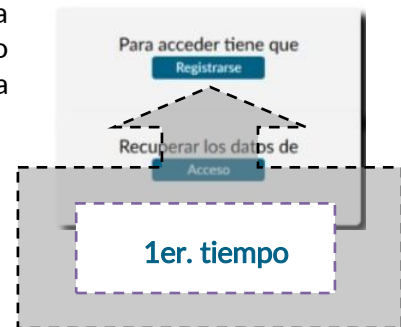 a
o
a
Para acceder tiene que
Registrarse
Recuperar los datos de
Acceso
1er. tiempo